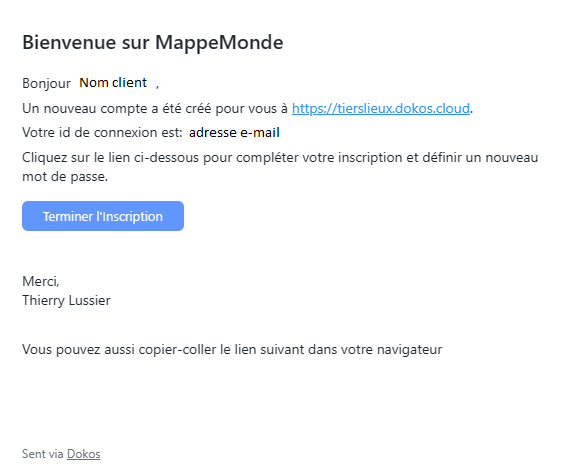 Bienvenue sur MappeMonde
Bonjour Nom client ,
Un nouveau compte a été créé pour vous à https://tierslieux.dokos.cloud.
Votre id de connexion est: adresse e-mail
Cliquez sur le lien ci-dessous pour compléter votre inscription et définir un nouveau
mot de passe.
Terminer l'Inscription
Merci,
Thierry Lussier
Vous pouvez aussi copier-coller le lien suivant dans votre navigateur
Sent via Dokos